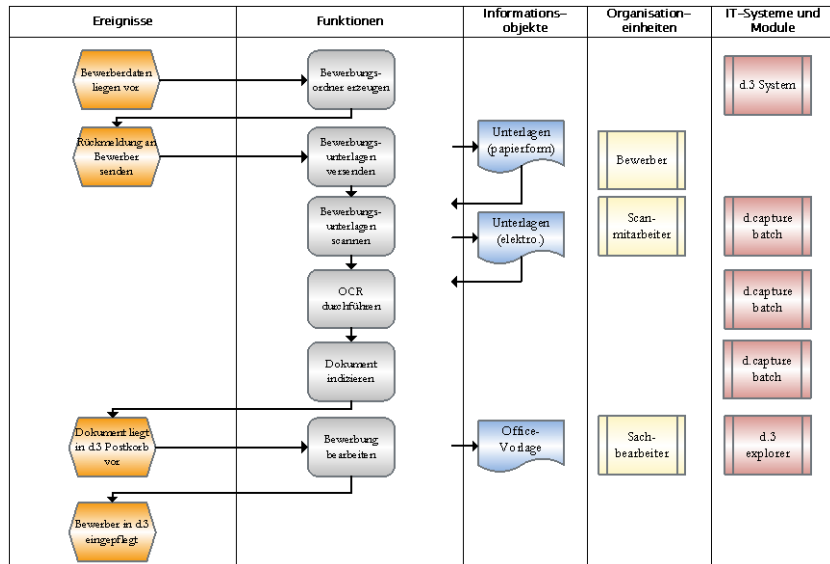 Ereignisse
Funktionen
Informations-
objekte
Organisation-
einheiten
IT-Systeme und
Module
Bewerberdaten
liegen vor
Bewerbungs-
ordner erzeugen
d.3 System
Rückmeldung an
Bewerber
senden
Bewerbungs-
unterlagen
versenden
Unterlagen
(papierform)
Bewerber
Bewerbungs-
unterlagen
scannen
Unterlagen
(elektro.)
Scan-
mitarbeiter
d.capture
batch
OCR
durchführen
d.capture
batch
Dokument
indizieren
d.capture
batch
Dokument liegt
in d.3 Postkorb
vor
Bewerbung
bearbeiten
Office-
Vorlage
Sach-
bearbeiter
d.3
explorer
Bewerber in d.3
eingepflegt